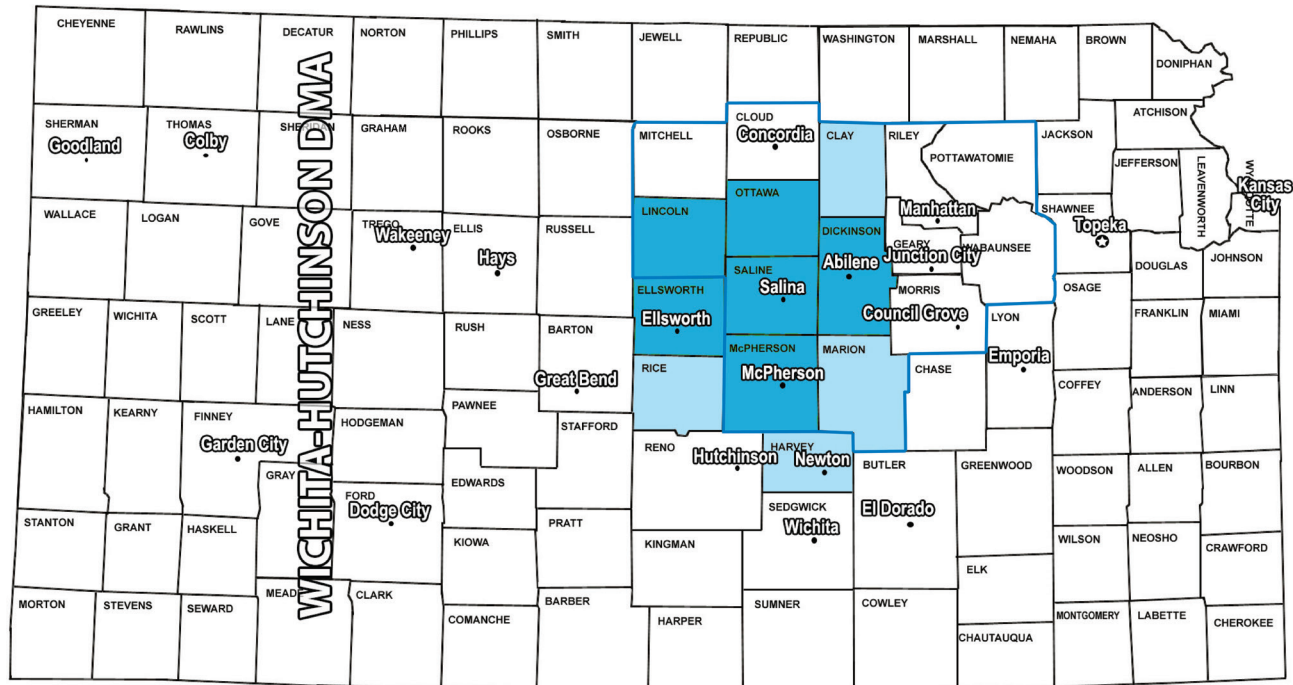 CHEYENNE
RAWLINS
DECATUR
NORTON
PHILLIPS
SMITH
JEWELL
REPUBLIC
WASHINGTON
MARSHALL
NEMAHA
BROWN
DONIPHAN
WICHITA-HUTCHINSON DMA
SHERMAN
Goodland
THOMAS
Colby
SHERIDAN
GRAHAM
ROOKS
OSBORNE
MITCHELL
CLOUD
Concordia
CLAY
RILEY
POTTAWATOMIE
JACKSON
ATCHISON
JEFFERSON
LEAVENWORTH
WYANDOTTE
Kansas
City
WALLACE
LOGAN
GOVE
TREGO
Wakeeney
ELLIS
Hays
RUSSELL
LINCOLN
OTTAWA
DICKINSON
Abilene
Manhattan
GEARY
Junction City
WABAUNSEE
SHAWNEE
Topeka
DOUGLAS
JOHNSON
GREELEY
WICHITA
SCOTT
LANE
NESS
RUSH
BARTON
Great Bend
ELLSWORTH
Ellsworth
SALINE
Salina
MORRIS
Council Grove
LYON
Emporia
OSAGE
FRANKLIN
MIAMI
HAMILTON
KEARNY
FINNEY
Garden City
HODGEMAN
PAWNEE
STAFFORD
RICE
McPHERSON
McPherson
MARION
CHASE
COFFEY
ANDERSON
LINN
GRAY
FORD
Dodge City
EDWARDS
RENO
Hutchinson
HARVEY
Newton
BUTLER
El Dorado
GREENWOOD
WOODSON
ALLEN
BOURBON
STANTON
GRANT
HASKELL
KIOWA
PRATT
KINGMAN
SEDGWICK
Wichita
ELK
WILSON
NEOSHO
CRAWFORD
MORTON
STEVENS
SEWARD
MEAD
CLARK
COMANCHE
BARBER
HARPER
SUMNER
COWLEY
CHAUTAUQUA
MONTGOMERY
LABETTE
CHEROKEE